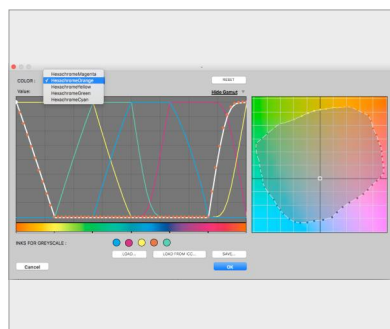 HexachromeMagenta
COLOR : ✓ HexachromeOrange
HexachromeYellow
HexachromeGreen
HexachromeCyan
RESET
Value:
Hide Gamut
INKS FOR GREYSCALE :
LOAD...
LOAD FROM ICC...
SAVE...
Cancel
OK